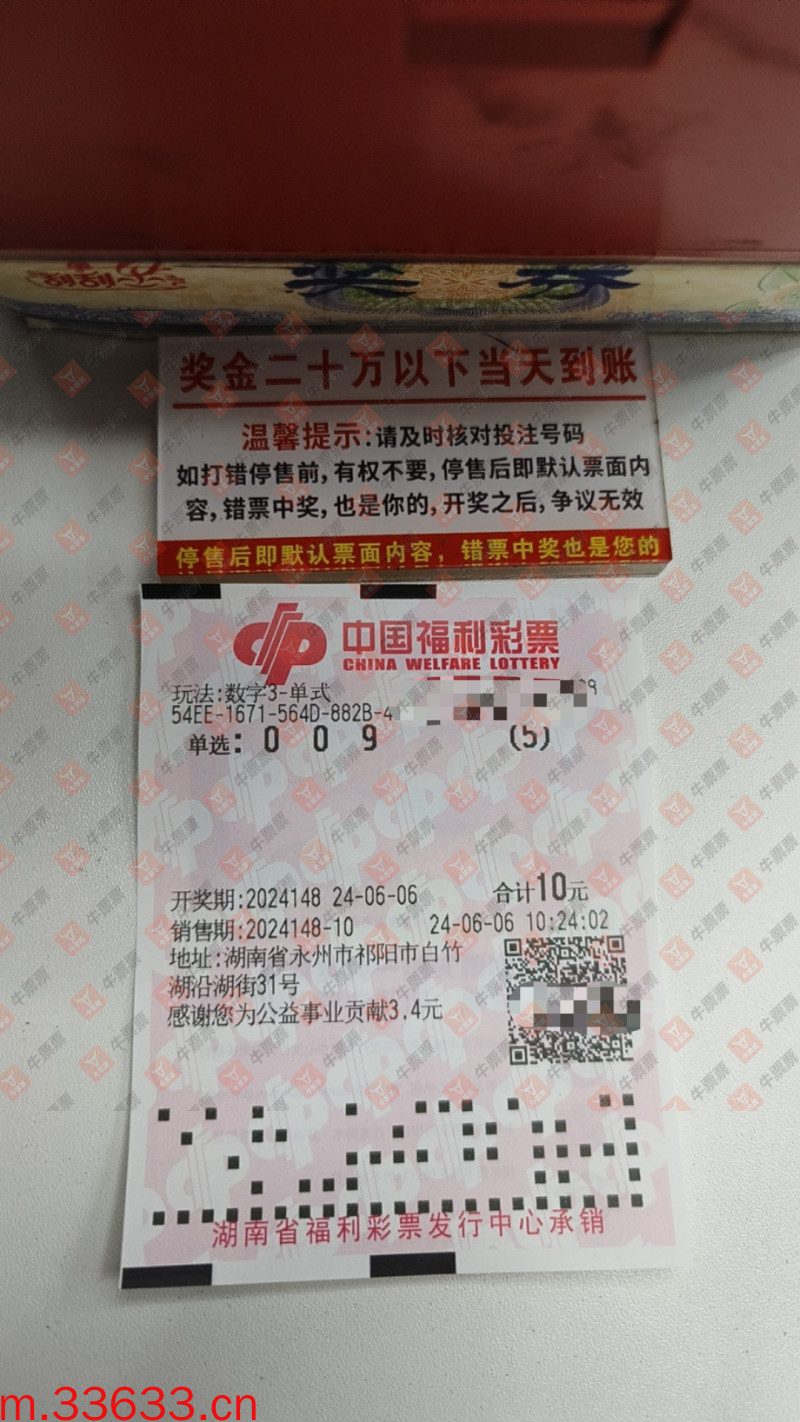 刮刮
奖券
奖金二十万以下当天到账
温馨提示:请及时核对投注号码
如打错停售前,有权不要,停售后即默认票面内
容,错票中奖,也是你的,开奖之后,争议无效
停售后即默认票面内容,错票中奖也是您的
中国福利彩票
CHINA WELFARE LOTTERY
玩法:数字3-单式
54EE-1671-564D-882B-4
单选: 0 0 9 (5)
开奖期:2024148 24-06-06 合计10元
销售期:2024148-10 24-06-06 10:24:02
地址:湖南省永州市祁阳市白竹
湖沿湖街31号
感谢您为公益事业贡献3.4元
湖南省福利彩票发行中心承销
牛票票
m.33633.cn